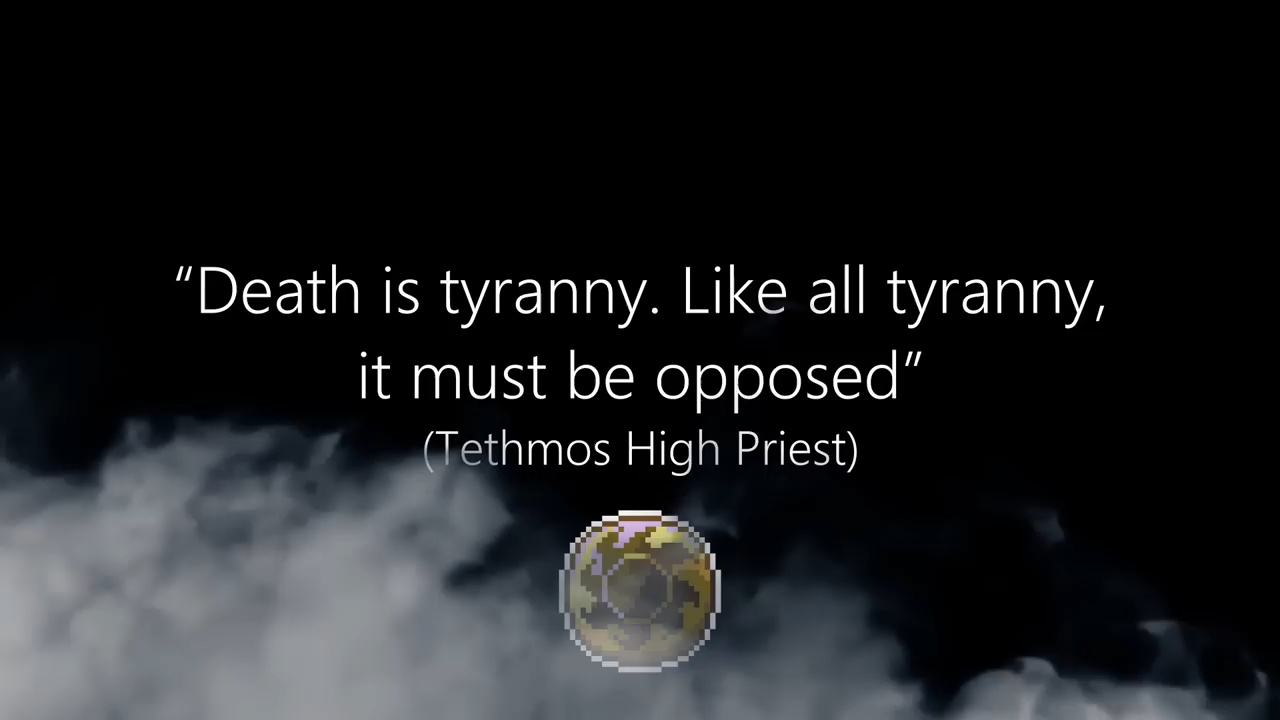 “Death is tyranny. Like all tyranny,
it must be opposed”
(Tethmos High Priest)